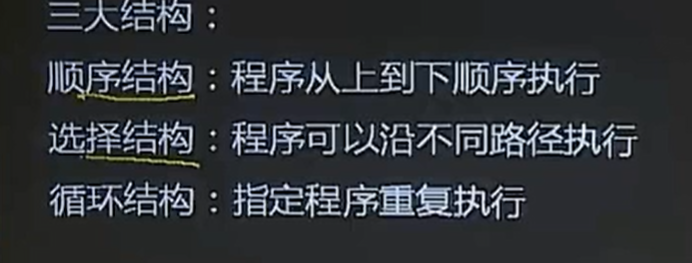 三大结构：
顺序结构：程序从上到下顺序执行
选择结构：程序可以沿不同路径执行
循环结构：指定程序重复执行